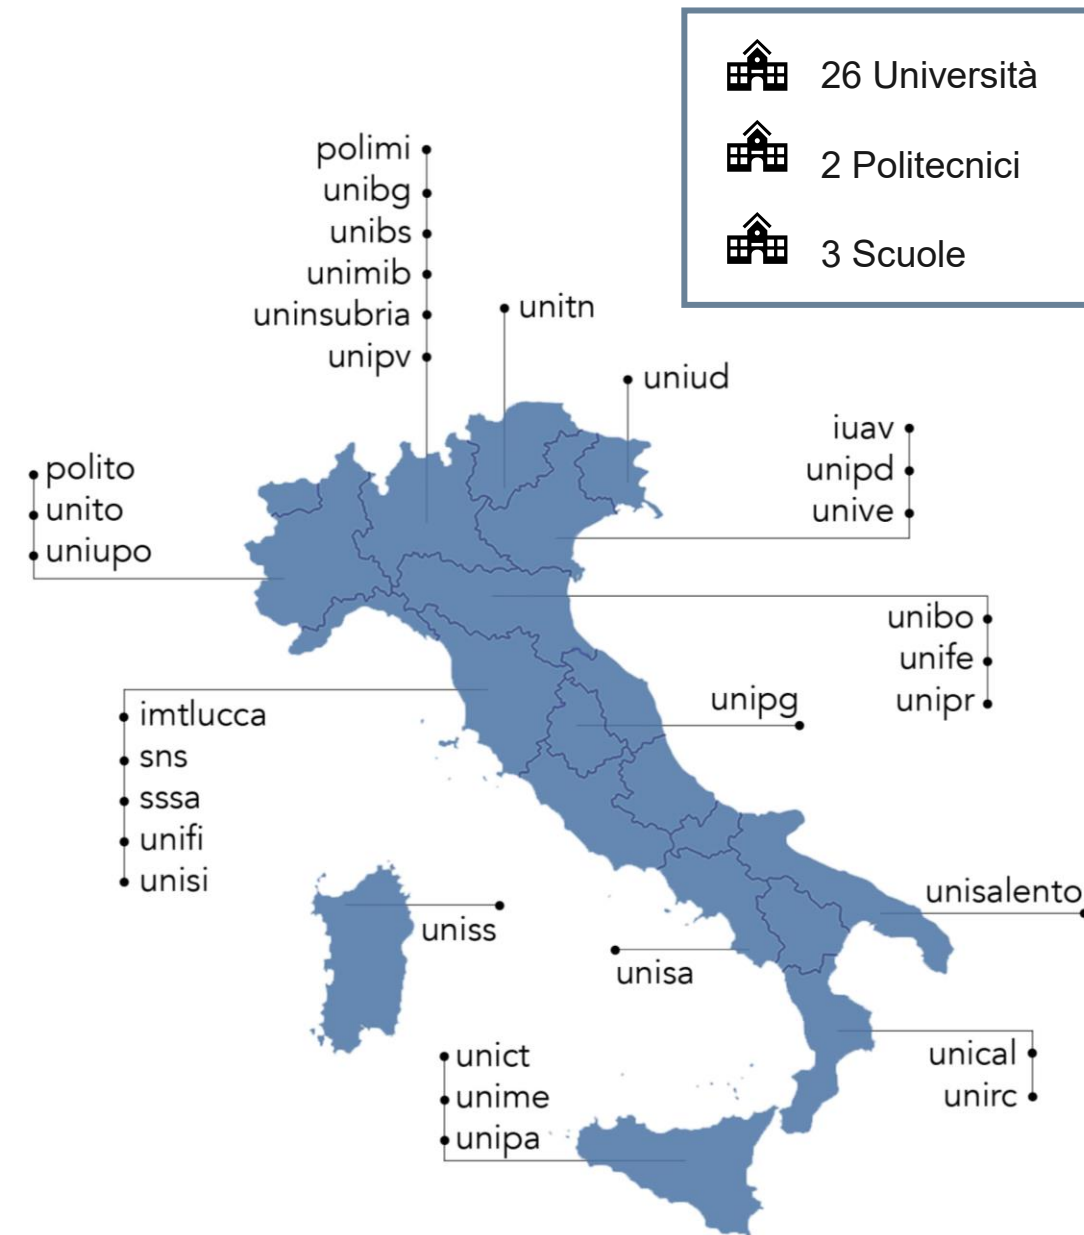 26 Università
2 Politecnici
3 Scuole
polimi
unibg
unibs
unimib
uninsubria
unipv
unitn
uniud
iuav
unipd
unive
polito
unito
uniupo
unibo
unife
unipr
unipg
imtlucca
sns
sssa
unifi
unisi
uniss
unisalento
unisa
unical
unirc
unict
unime
unipa